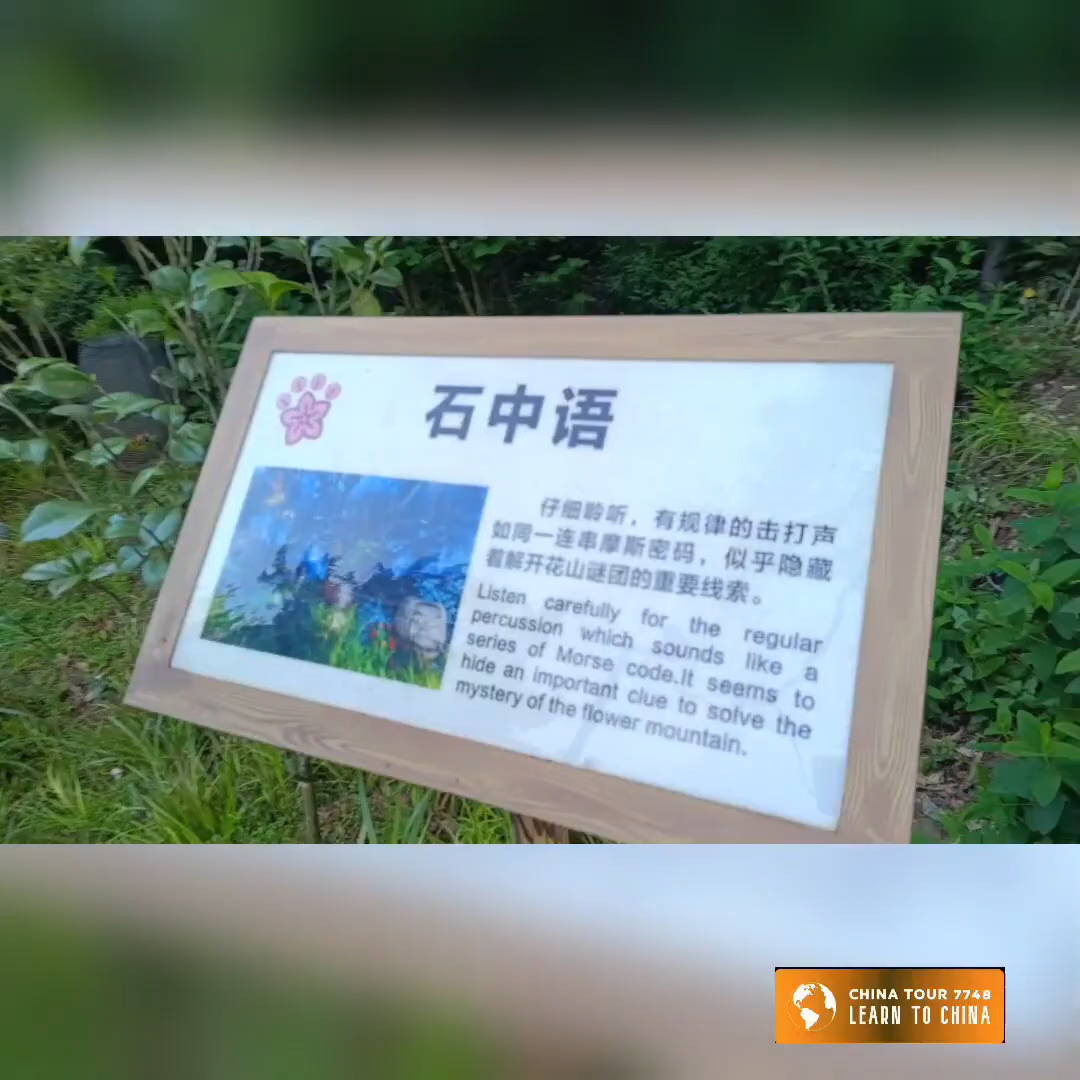 石中语
仔细聆听，有规律的击打声
如同一连串摩斯密码，似乎隐藏
着解开花山谜团的重要线索。
Listen carefully for the regular
percussion which sounds like a
series of Morse code.It seems to
hide an important clue to solve the
mystery of the flower mountain.
CHINA TOUR 7748
LEARN TO CHINA